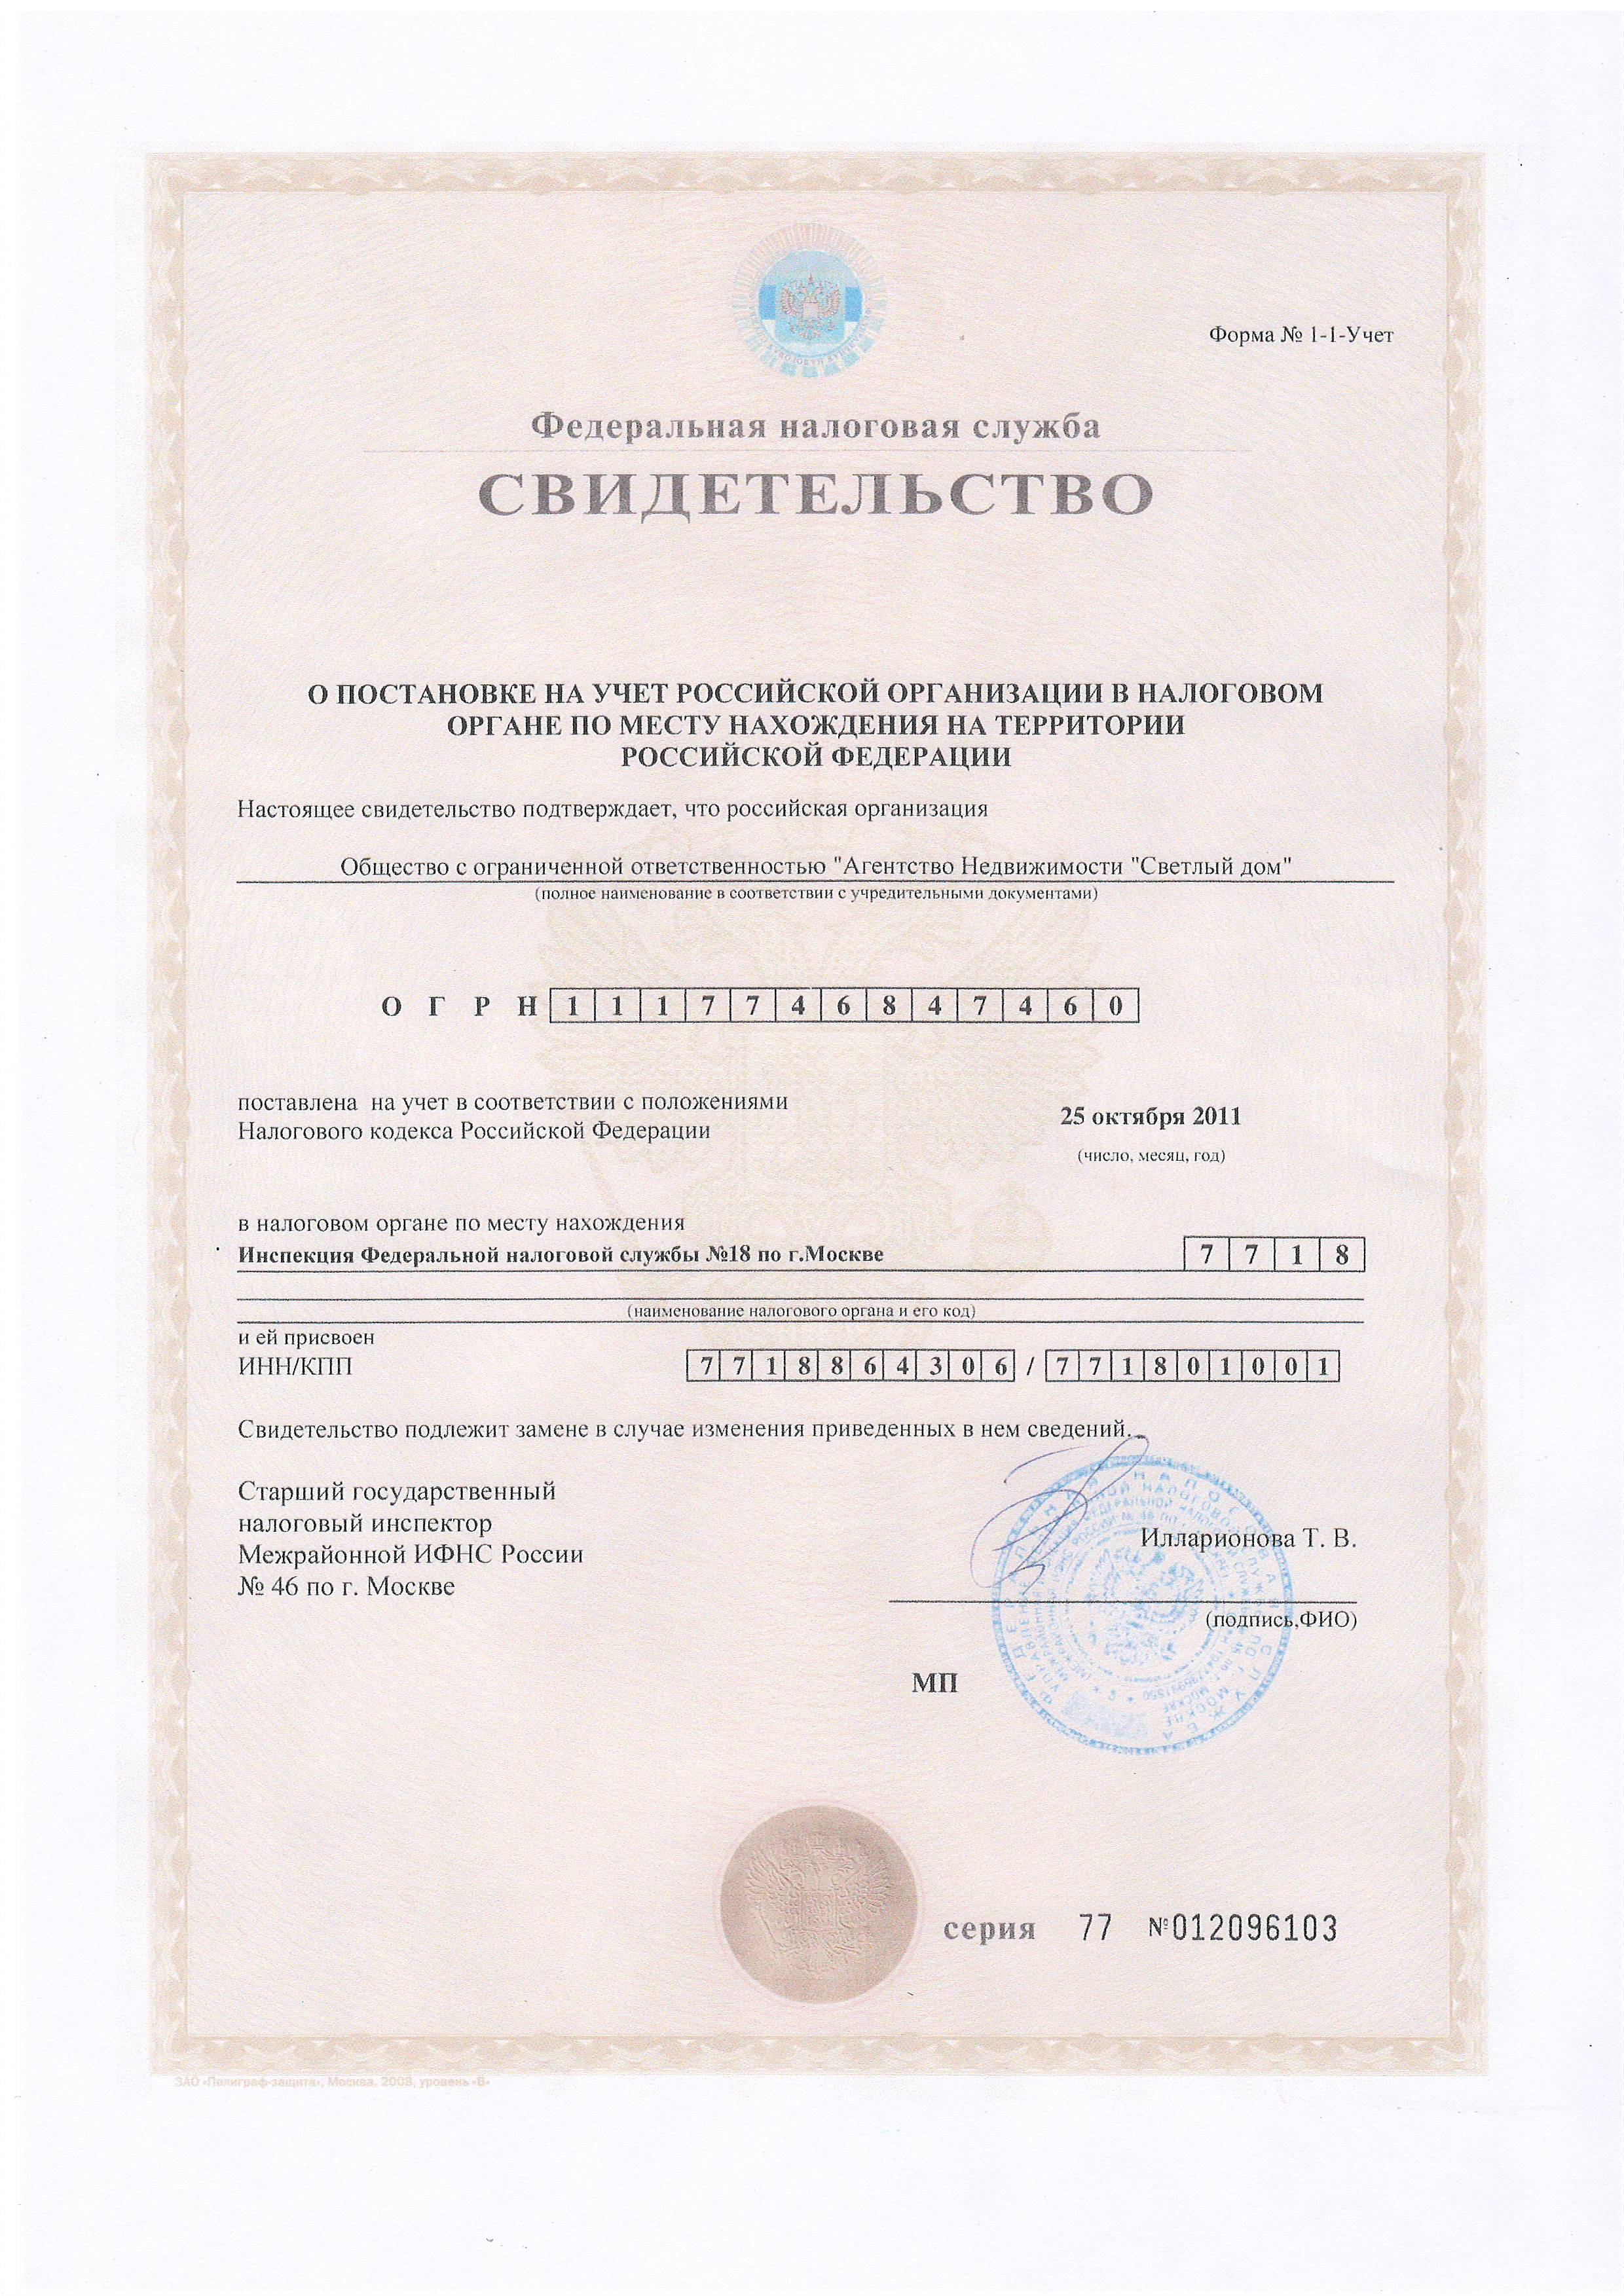 Форма № 1-1-Учет
Федеральная налоговая служба
СВИДЕТЕЛЬСТВО
О ПОСТАНОВКЕ НА УЧЕТ РОССИЙСКОЙ ОРГАНИЗАЦИИ В НАЛОГОВОМ
ОРГАНЕ ПО МЕСТУ НАХОЖДЕНИЯ НА ТЕРРИТОРИИ
РОССИЙСКОЙ ФЕДЕРАЦИИ
Настоящее свидетельство подтверждает, что российская организация
Общество с ограниченной ответственностью "Агентство Недвижимости "Светлый дом"
(полное наименование в соответствии с учредительными документами)
О Г Р Н 1 1 1 7 7 4 6 8 4 7 4 6 0
поставлена на учет в соответствии с положениями
Налогового кодекса Российской Федерации
25 октября 2011
(число, месяц, год)
в налоговом органе по месту нахождения
Инспекция Федеральной налоговой службы №18 по г.Москве 7 7 1 8
(наименование налогового органа и его код)
и ей присвоен
ИНН/КПП 7 7 1 8 8 6 4 3 0 6 / 7 7 1 8 0 1 0 0 1
Свидетельство подлежит замене в случае изменения приведенных в нем сведений.
Старший государственный
налоговый инспектор
Межрайонной ИФНС России
№ 46 по г. Москве
Илларионова Т. В.
(подпись,ФИО)
МП
серия 77 №012096103
ЗАО «Полиграф-защита», Москва. 2008, уровень «В»